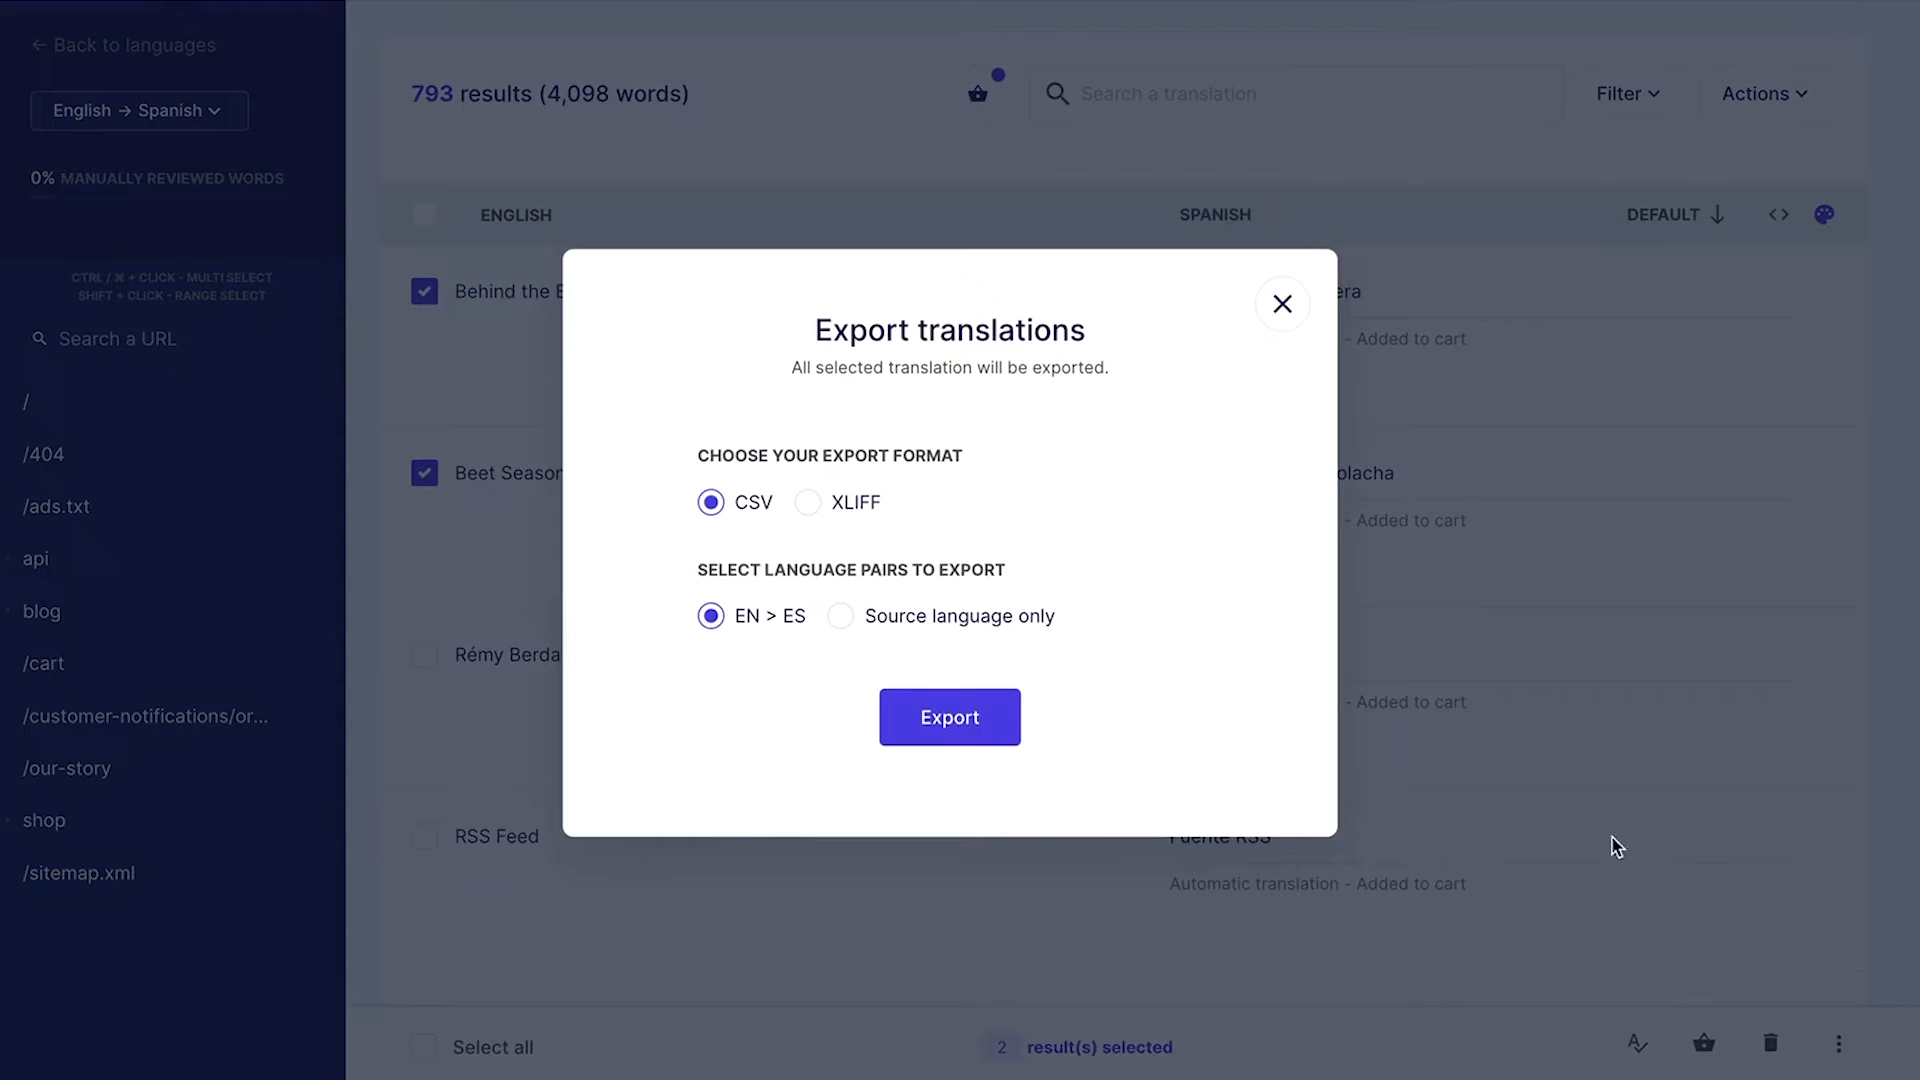 ← Back to languages
English → Spanish
0% MANUALLY REVIEWED WORDS
CTRL / ⌘ + CLICK - MULTI SELECT
SHIFT + CLICK - RANGE SELECT
Search a URL
/
/404
/ads.txt
api
blog
/cart
/customer-notifications/or...
/our-story
shop
/sitemap.xml
793 results (4,098 words)
Search a translation
Filter
Actions
ENGLISH
SPANISH
DEFAULT ↓
<>
Behind the
- Added to cart
Beet Season
- Added to cart
Rémy Berda
- Added to cart
RSS Feed
Fuente RSS
Automatic translation - Added to cart
Export translations
All selected translation will be exported.
CHOOSE YOUR EXPORT FORMAT
CSV XLIFF
SELECT LANGUAGE PAIRS TO EXPORT
EN > ES Source language only
Export
Select all
2 result(s) selected